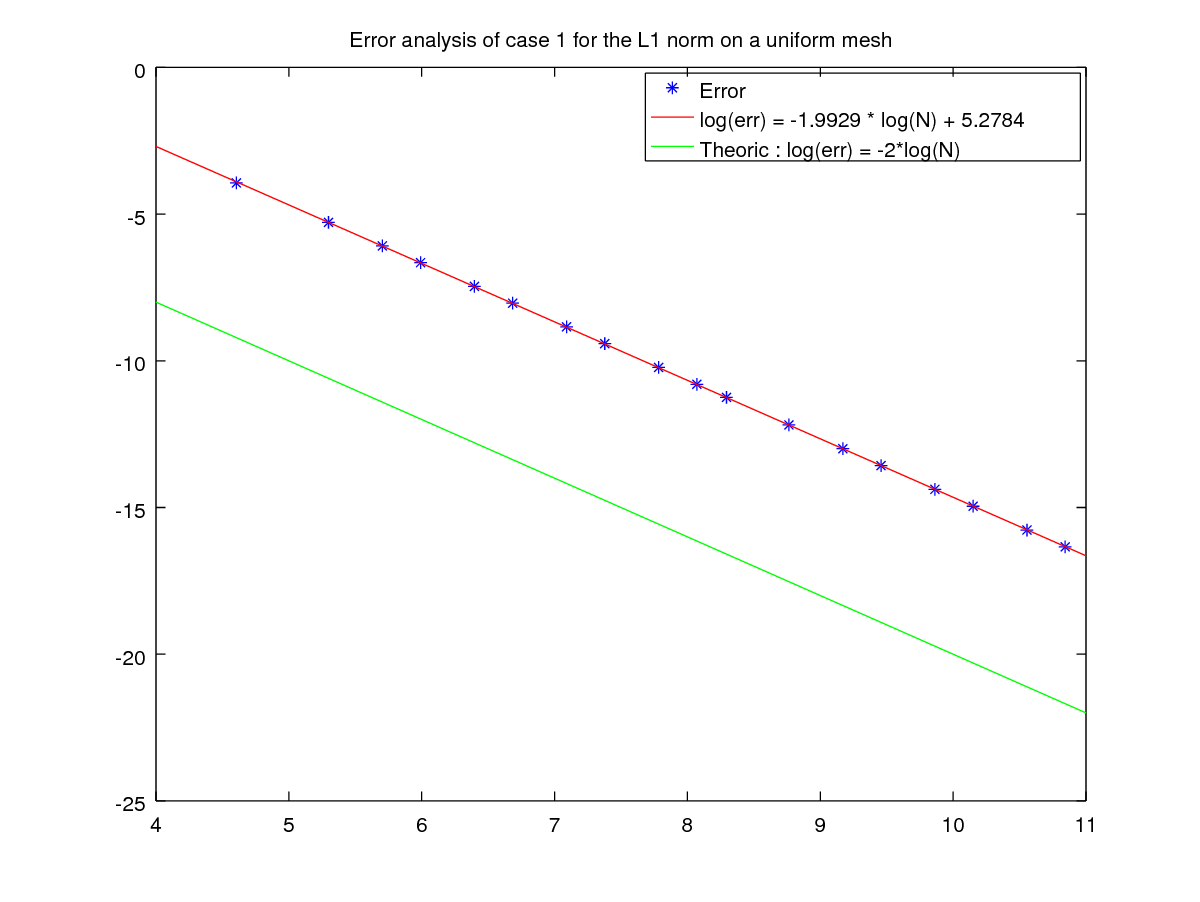 Error analysis of case 1 for the L1 norm on a uniform mesh
Error
log(err) = -1.9929 * log(N) + 5.2784
Theoric : log(err) = -2*log(N)
0
-5
-10
-15
-20
-25
4 5 6 7 8 9 10 11